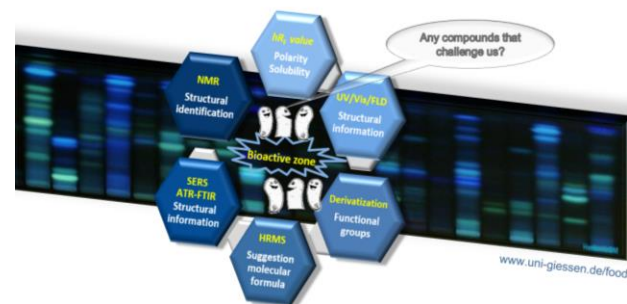 hRF value
Polarity
Solubility
Any compounds that
challenge us?
NMR
Structural
identification
UV/Vis/FLD
Structural
information
Bioactive zone
SERS
ATR-FTIR
Structural
information
Derivatization
Functional
groups
HRMS
Suggestion
molecular
formula
www.uni-giessen.de/food